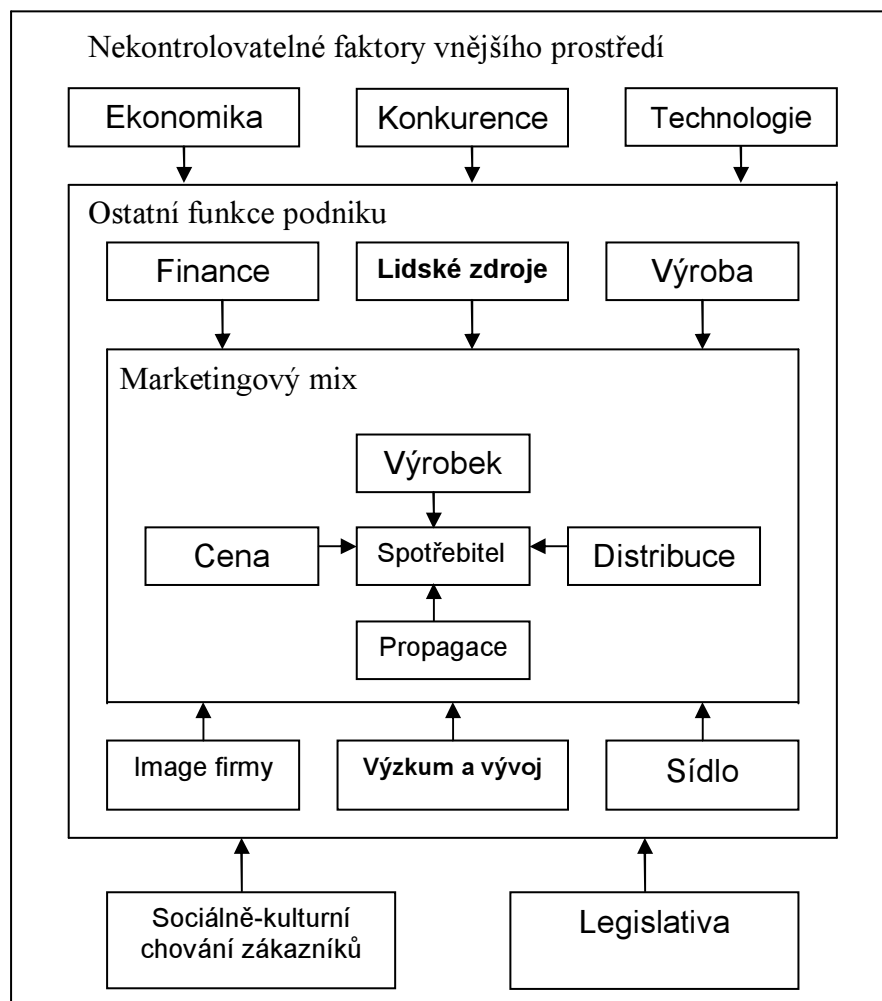 Nekontrolovatelné faktory vnějšího prostředí
Ekonomika
Konkurence
Technologie
Ostatní funkce podniku
Finance
Lidské zdroje
Výroba
Marketingový mix
Výrobek
Cena
Spotřebitel
Distribuce
Propagace
Image firmy
Výzkum a vývoj
Sídlo
Sociálně-kulturní
chování zákazníků
Legislativa